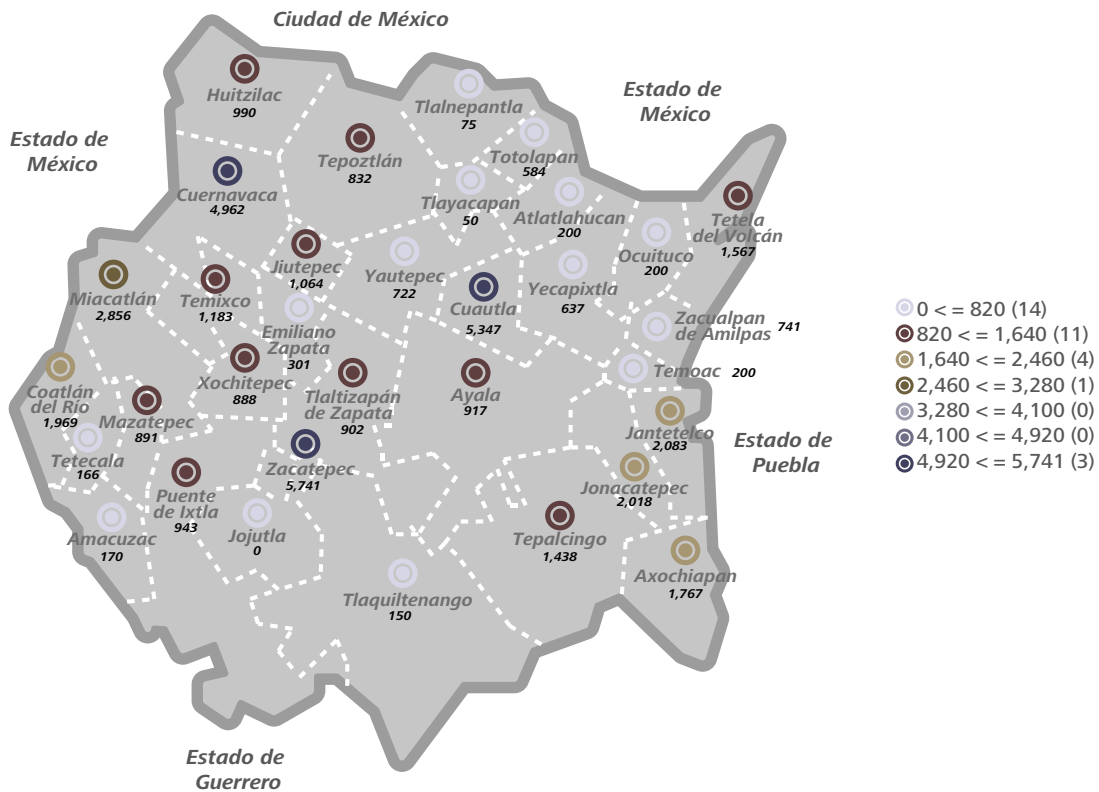 Ciudad de México
Estado de
México
Estado de
México
Huitzilac
990
Tlalnepantla
75
Tepoztlán
832
Totolapan
584
Cuernavaca
4,962
Tlayacapan
50
Atlatlahucan
200
Tetela
del Volcán
1,567
Ocuituco
200
Jiutepec
1,064
Yautepec
722
Yecapixtla
637
Cuautla
5,347
Miacatlán
2,856
Temixco
1,183
Emiliano
Zapata
301
Zacualpan
de Amilpas
741
Temoac 200
Xochitepec
888
Tlaltizapán
de Zapata
902
Ayala
917
Coatlán
del Río
1,969
Mazatepec
891
Jantetelco
2,083
Estado de
Puebla
Tetecala
166
Zacatepec
5,741
Jonacatepec
2,018
Puente
de Ixtla
943
Amacuzac
170
Jojutla
0
Tepalcingo
1,438
Axochiapan
1,767
Tlaquiltenango
150
Estado de
Guerrero
0 <= 820 (14)
820 <= 1,640 (11)
1,640 <= 2,460 (4)
2,460 <= 3,280 (1)
3,280 <= 4,100 (0)
4,100 <= 4,920 (0)
4,920 <= 5,741 (3)